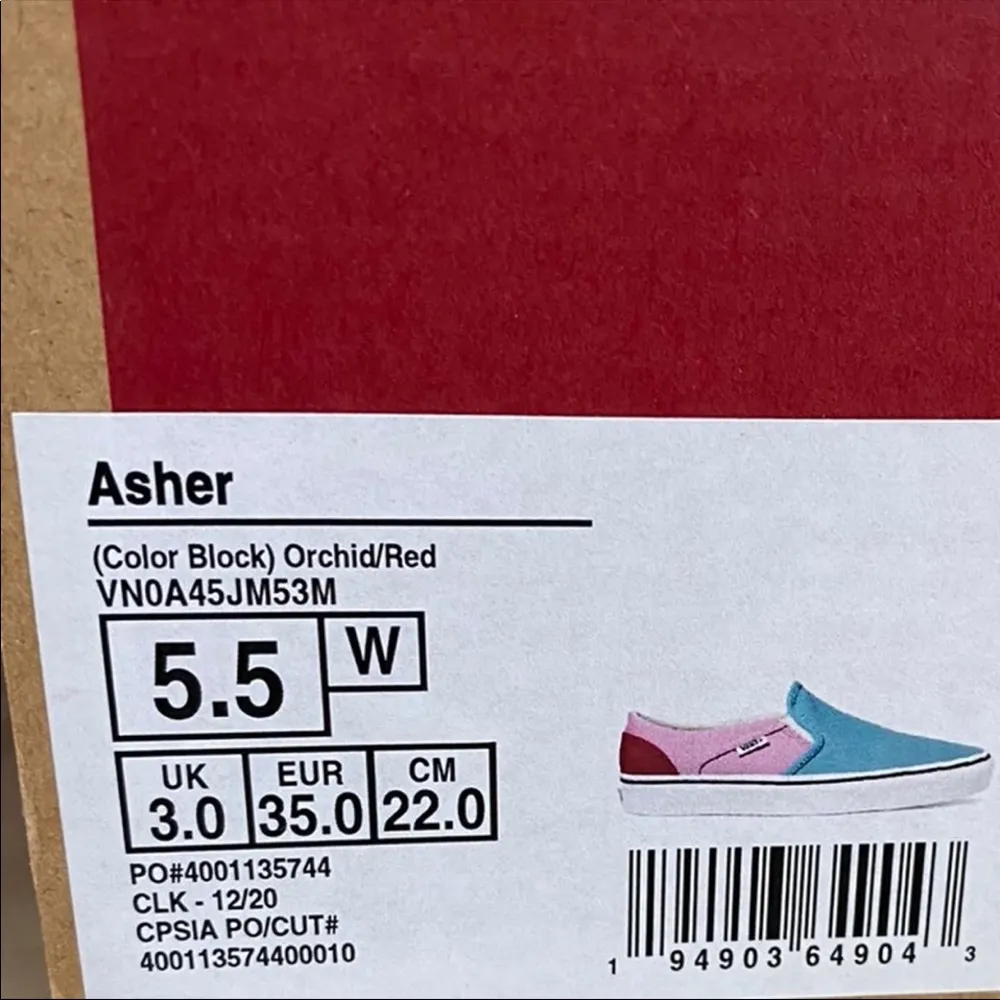 Asher
(Color Block) Orchid/Red
VN0A45JM53M
5.5 W
UK EUR CM
3.0 35.0 22.0
PO#4001135744
CLK - 12/20
CPSIA PO/CUT#
400113574400010
1 94903 64904 3